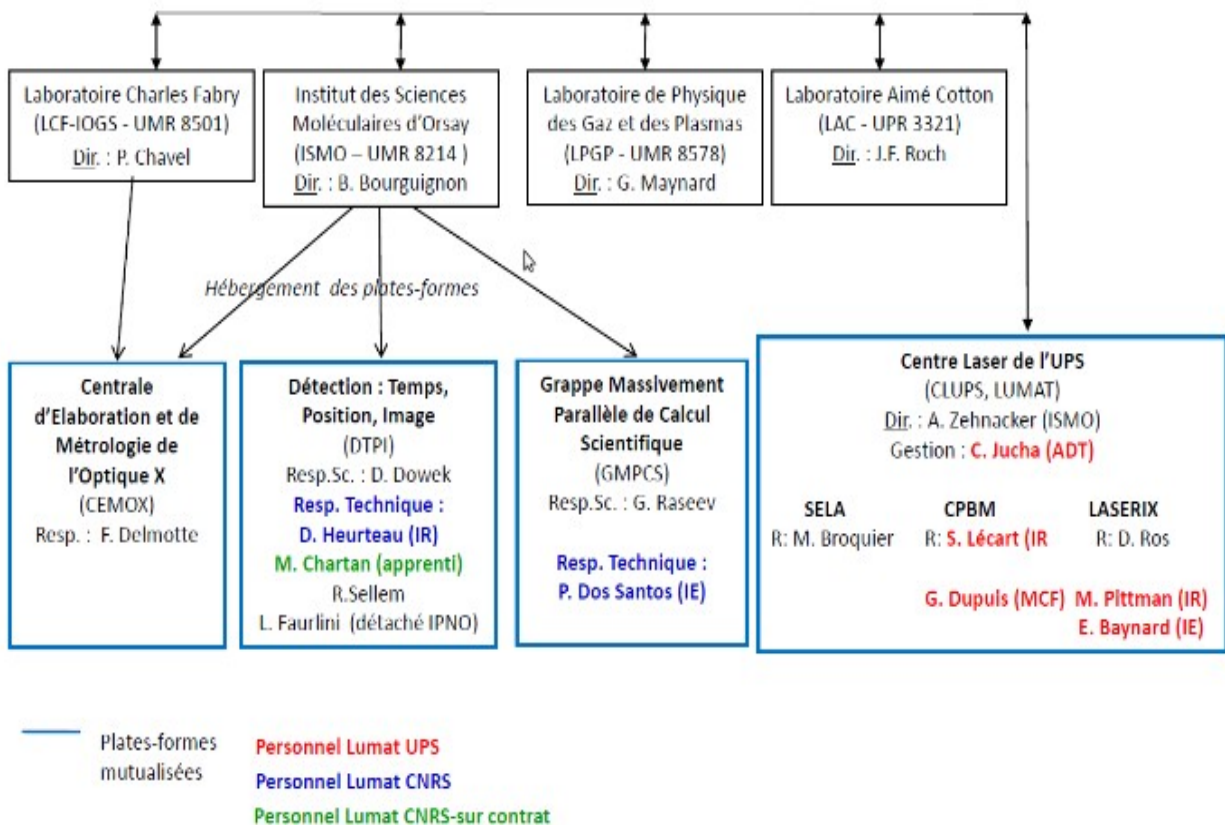 Laboratoire Charles Fabry
(LCF-IOGS - UMR 8501)
Dir. : P. Chavel
Institut des Sciences
Moléculaires d'Orsay
(ISMO – UMR 8214 )
Dir. : B. Bourguignon
Laboratoire de Physique
des Gaz et des Plasmas
(LPGP - UMR 8578)
Dir. : G. Maynard
Laboratoire Aimé Cotton
(LAC - UPR 3321)
Dir. : J.F. Roch
Hébergement des plates-formes
Centrale
d'Elaboration et de
Métrologie de
l'Optique X
(CEMOX)
Resp. : F. Delmotte
Détection : Temps,
Position, Image
(DTPI)
Resp.Sc. : D. Dowek
Resp. Technique :
D. Heurteau (IR)
M. Chartan (apprenti)
R.Sellem
L. Faurlini (détaché IPNO)
Grappe Massivement
Parallèle de Calcul
Scientifique
(GMPCS)
Resp.Sc. : G. Raseev
Resp. Technique :
P. Dos Santos (IE)
Centre Laser de l'UPS
(CLUPS, LUMAT)
Dir. : A. Zehnacker (ISMO)
Gestion : C. Jucha (ADT)
SELA CPBM LASERIX
R: M. Broquier R: S. Lécart (IR R: D. Ros
G. Dupuis (MCF) M. Pittman (IR)
E. Baynard (IE)
Plates-formes
mutualisées
Personnel Lumat UPS
Personnel Lumat CNRS
Personnel Lumat CNRS-sur contrat